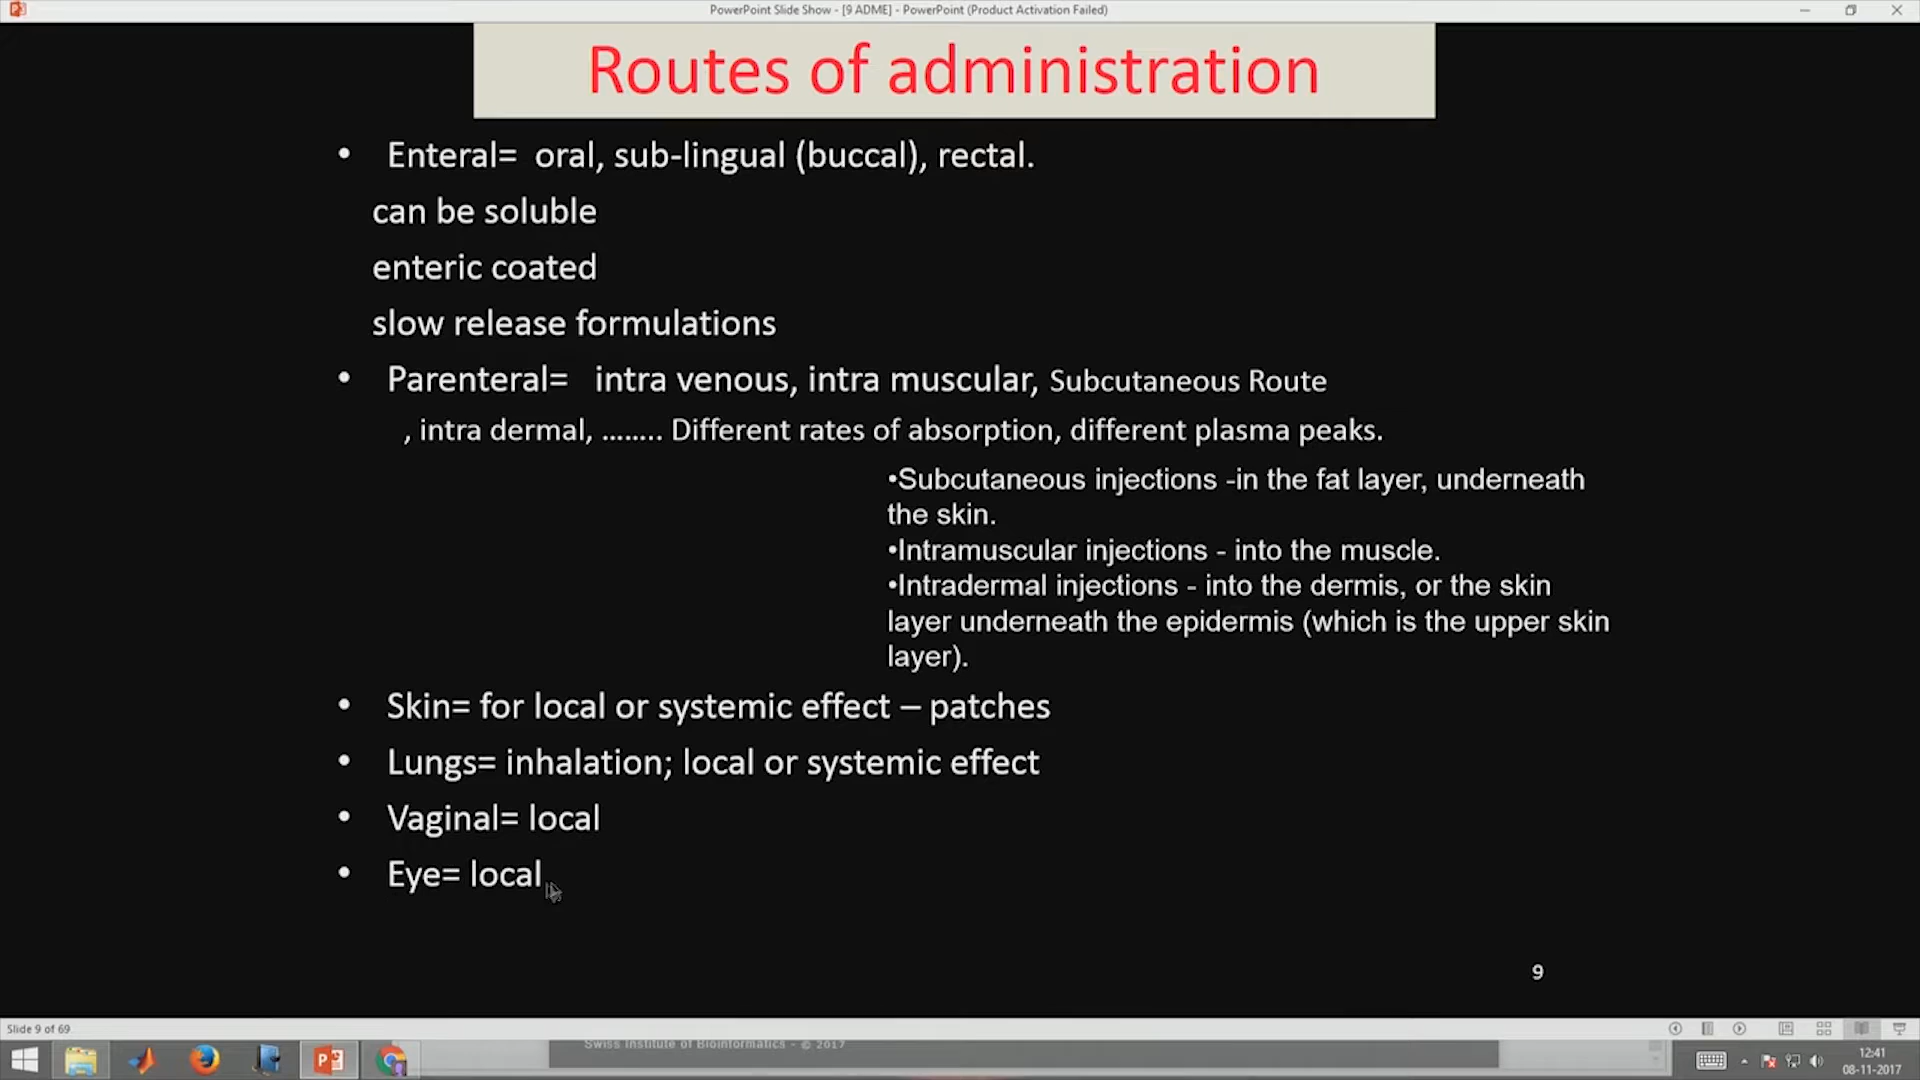 PowerPoint Slide Show - [9 ADME] - PowerPoint (Product Activation Failed)
Routes of administration
• Enteral= oral, sub-lingual (buccal), rectal.
can be soluble
enteric coated
slow release formulations
• Parenteral= intra venous, intra muscular, Subcutaneous Route
, intra dermal, …….. Different rates of absorption, different plasma peaks.
•Subcutaneous injections -in the fat layer, underneath
the skin.
•Intramuscular injections - into the muscle.
•Intradermal injections - into the dermis, or the skin
layer underneath the epidermis (which is the upper skin
layer).
• Skin= for local or systemic effect – patches
• Lungs= inhalation; local or systemic effect
• Vaginal= local
• Eye= local
9
Slide 9 of 69
Swiss Institute of Bioinformatics - © 2017
12:41
08-11-2017